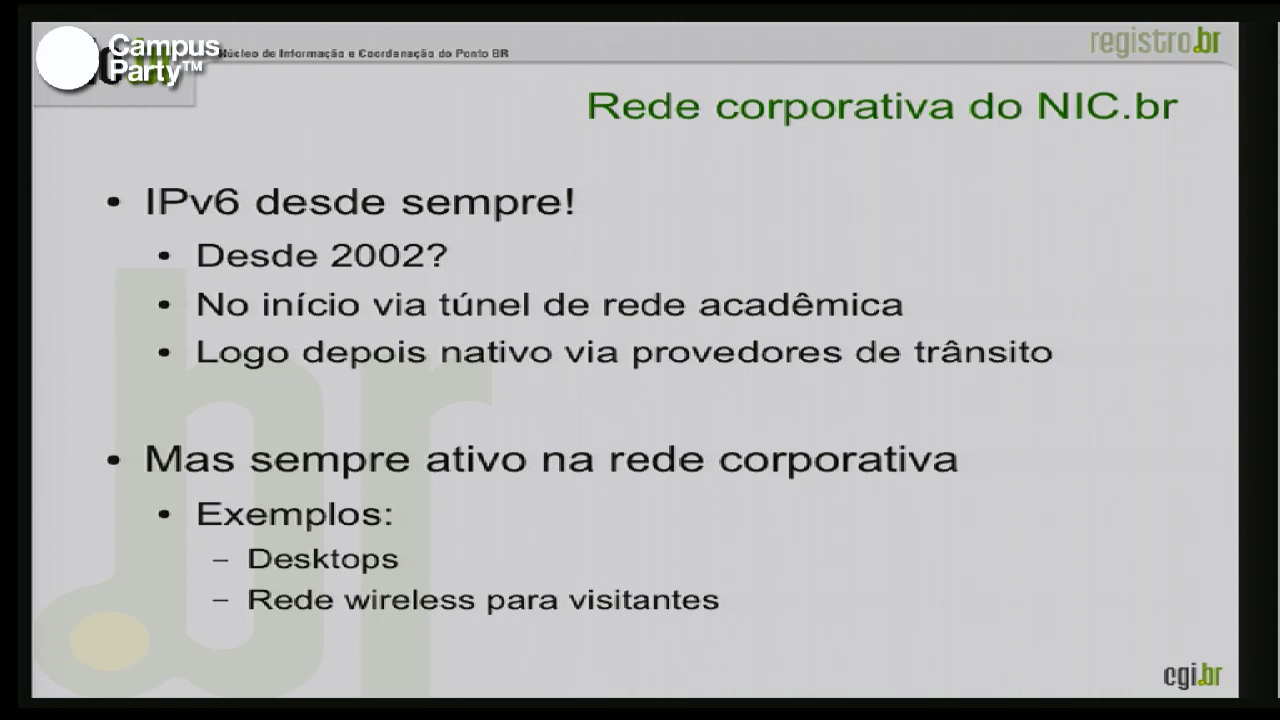 Campus
Party™
Núcleo de Informação e Coordenação do Ponto BR
registro.br
Rede corporativa do NIC.br
• IPv6 desde sempre!
• Desde 2002?
• No início via túnel de rede acadêmica
• Logo depois nativo via provedores de trânsito
• Mas sempre ativo na rede corporativa
• Exemplos:
– Desktops
– Rede wireless para visitantes
cgi.br